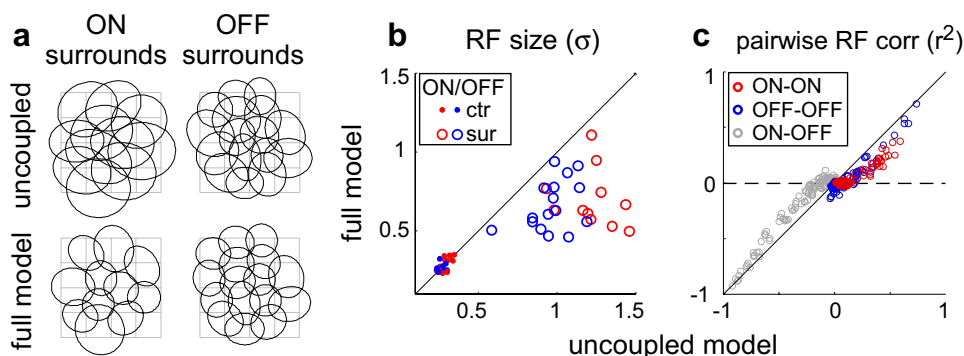 a
ON surrounds
OFF surrounds
uncoupled
full model
b
RF size (σ)
1.5
1
0.5
full model
ON/OFF
ctr
sur
0.5
1
1.5
c
pairwise RF corr (r²)
1
0
-1
ON-ON
OFF-OFF
ON-OFF
-1
0
1
uncoupled model